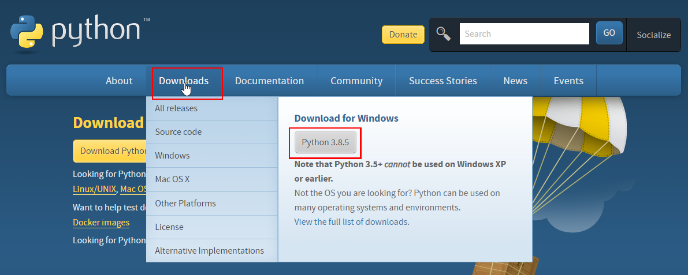 python™
Donate
Search
GO
Socialize
About
Downloads
Documentation
Community
Success Stories
News
Events
Download
Download Python
Looking for Python
Linux/UNIX, Mac OS
Want to help test de
Docker images
Looking for Python
All releases
Source code
Windows
Mac OS X
Other Platforms
License
Alternative Implementations
Download for Windows
Python 3.8.5
Note that Python 3.5+ cannot be used on Windows XP
or earlier.
Not the OS you are looking for? Python can be used on
many operating systems and environments.
View the full list of downloads.